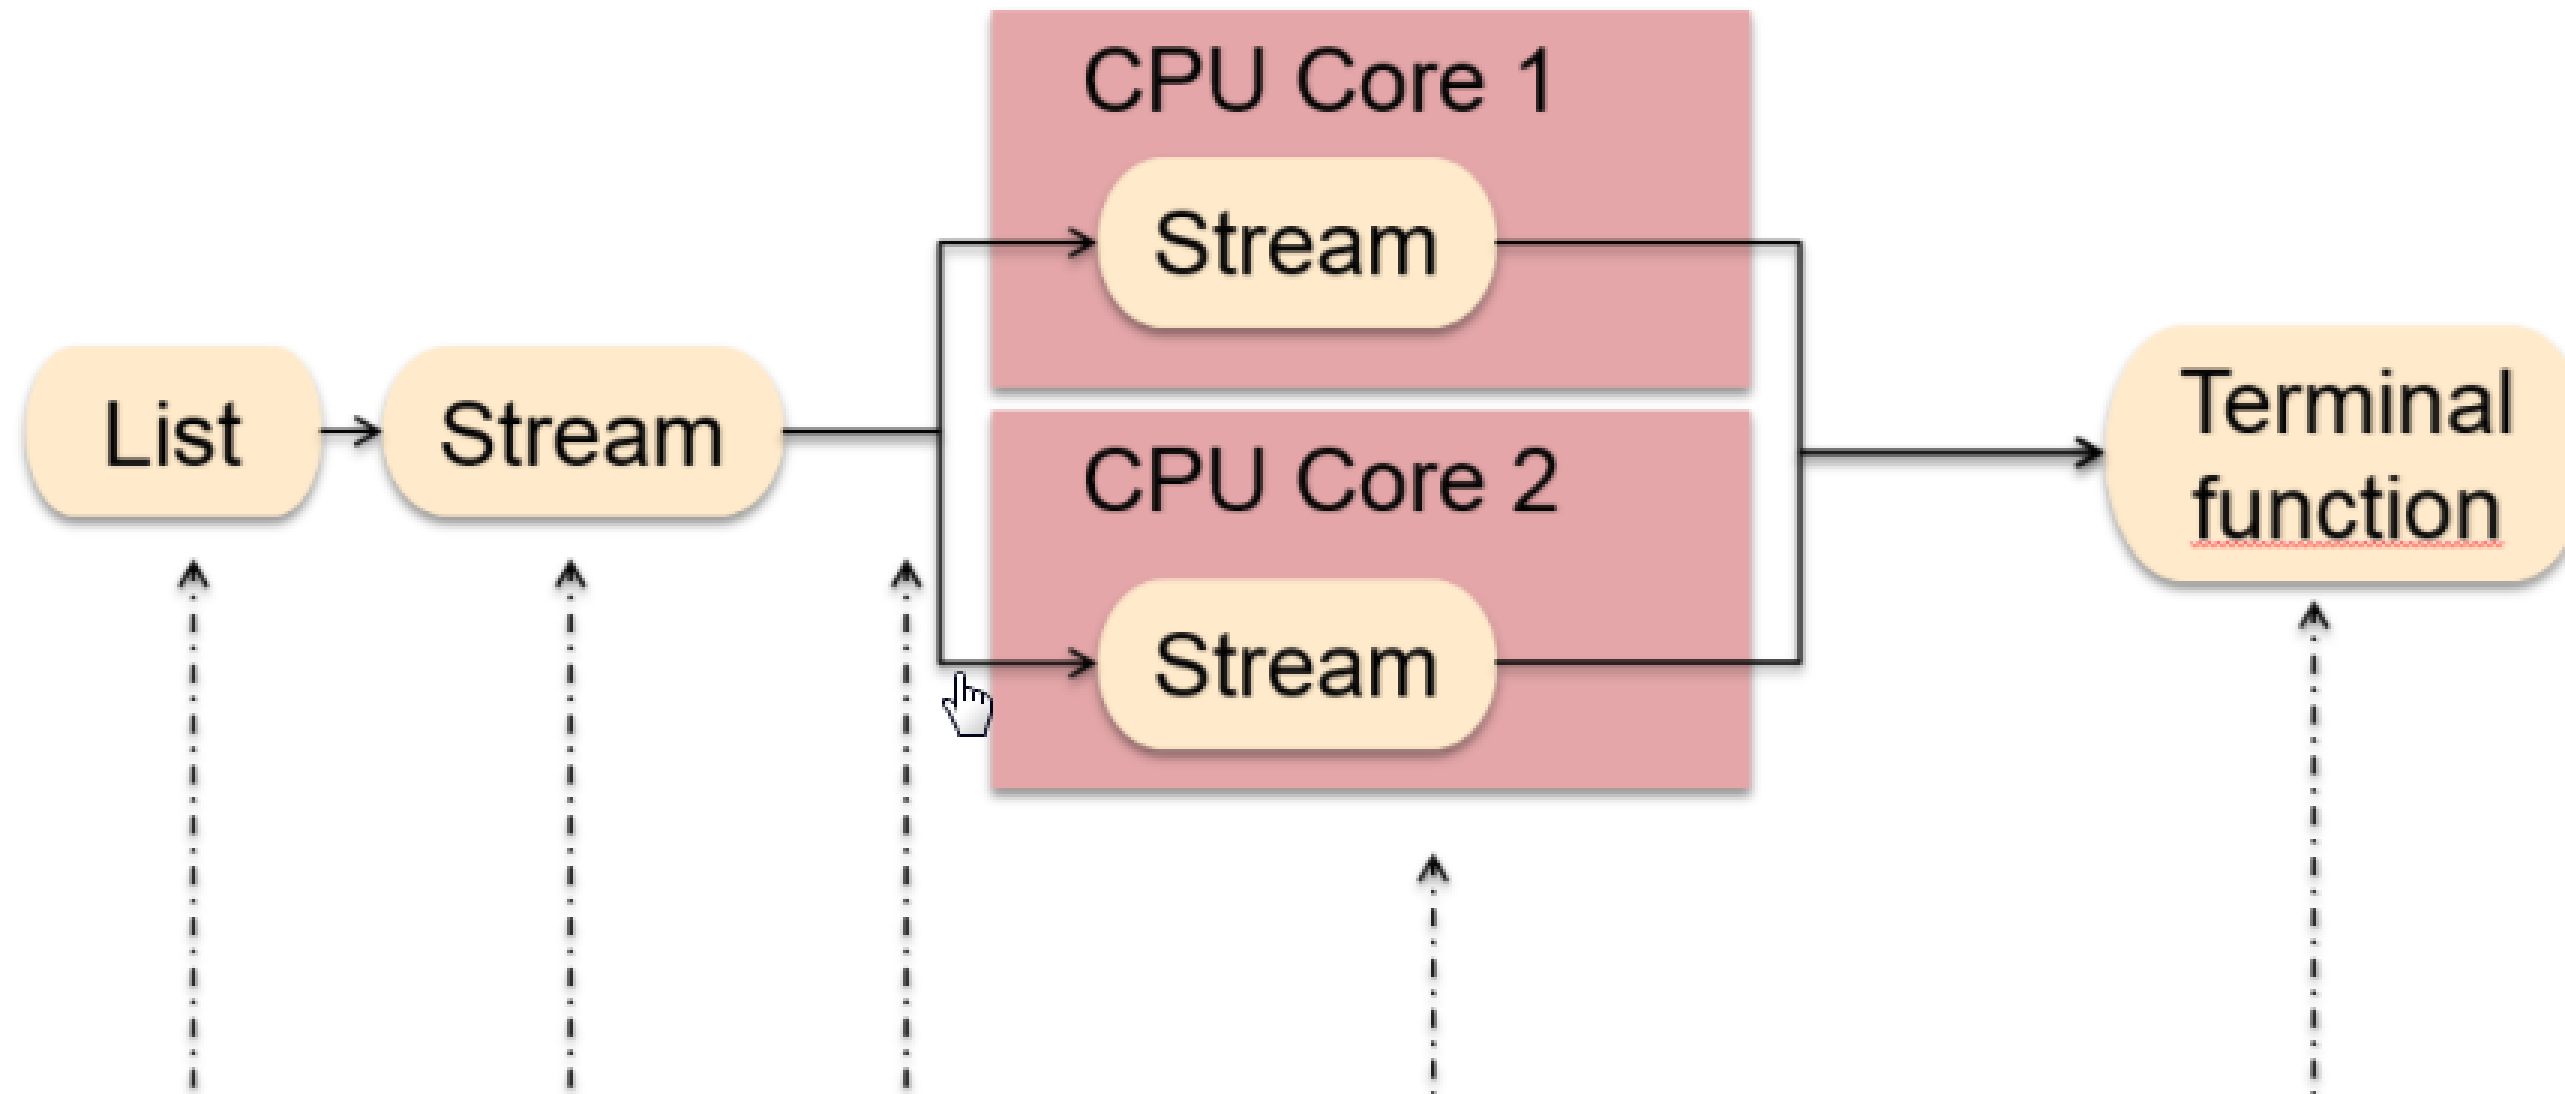 List
Stream
CPU Core 1
Stream
CPU Core 2
Stream
Terminal
function